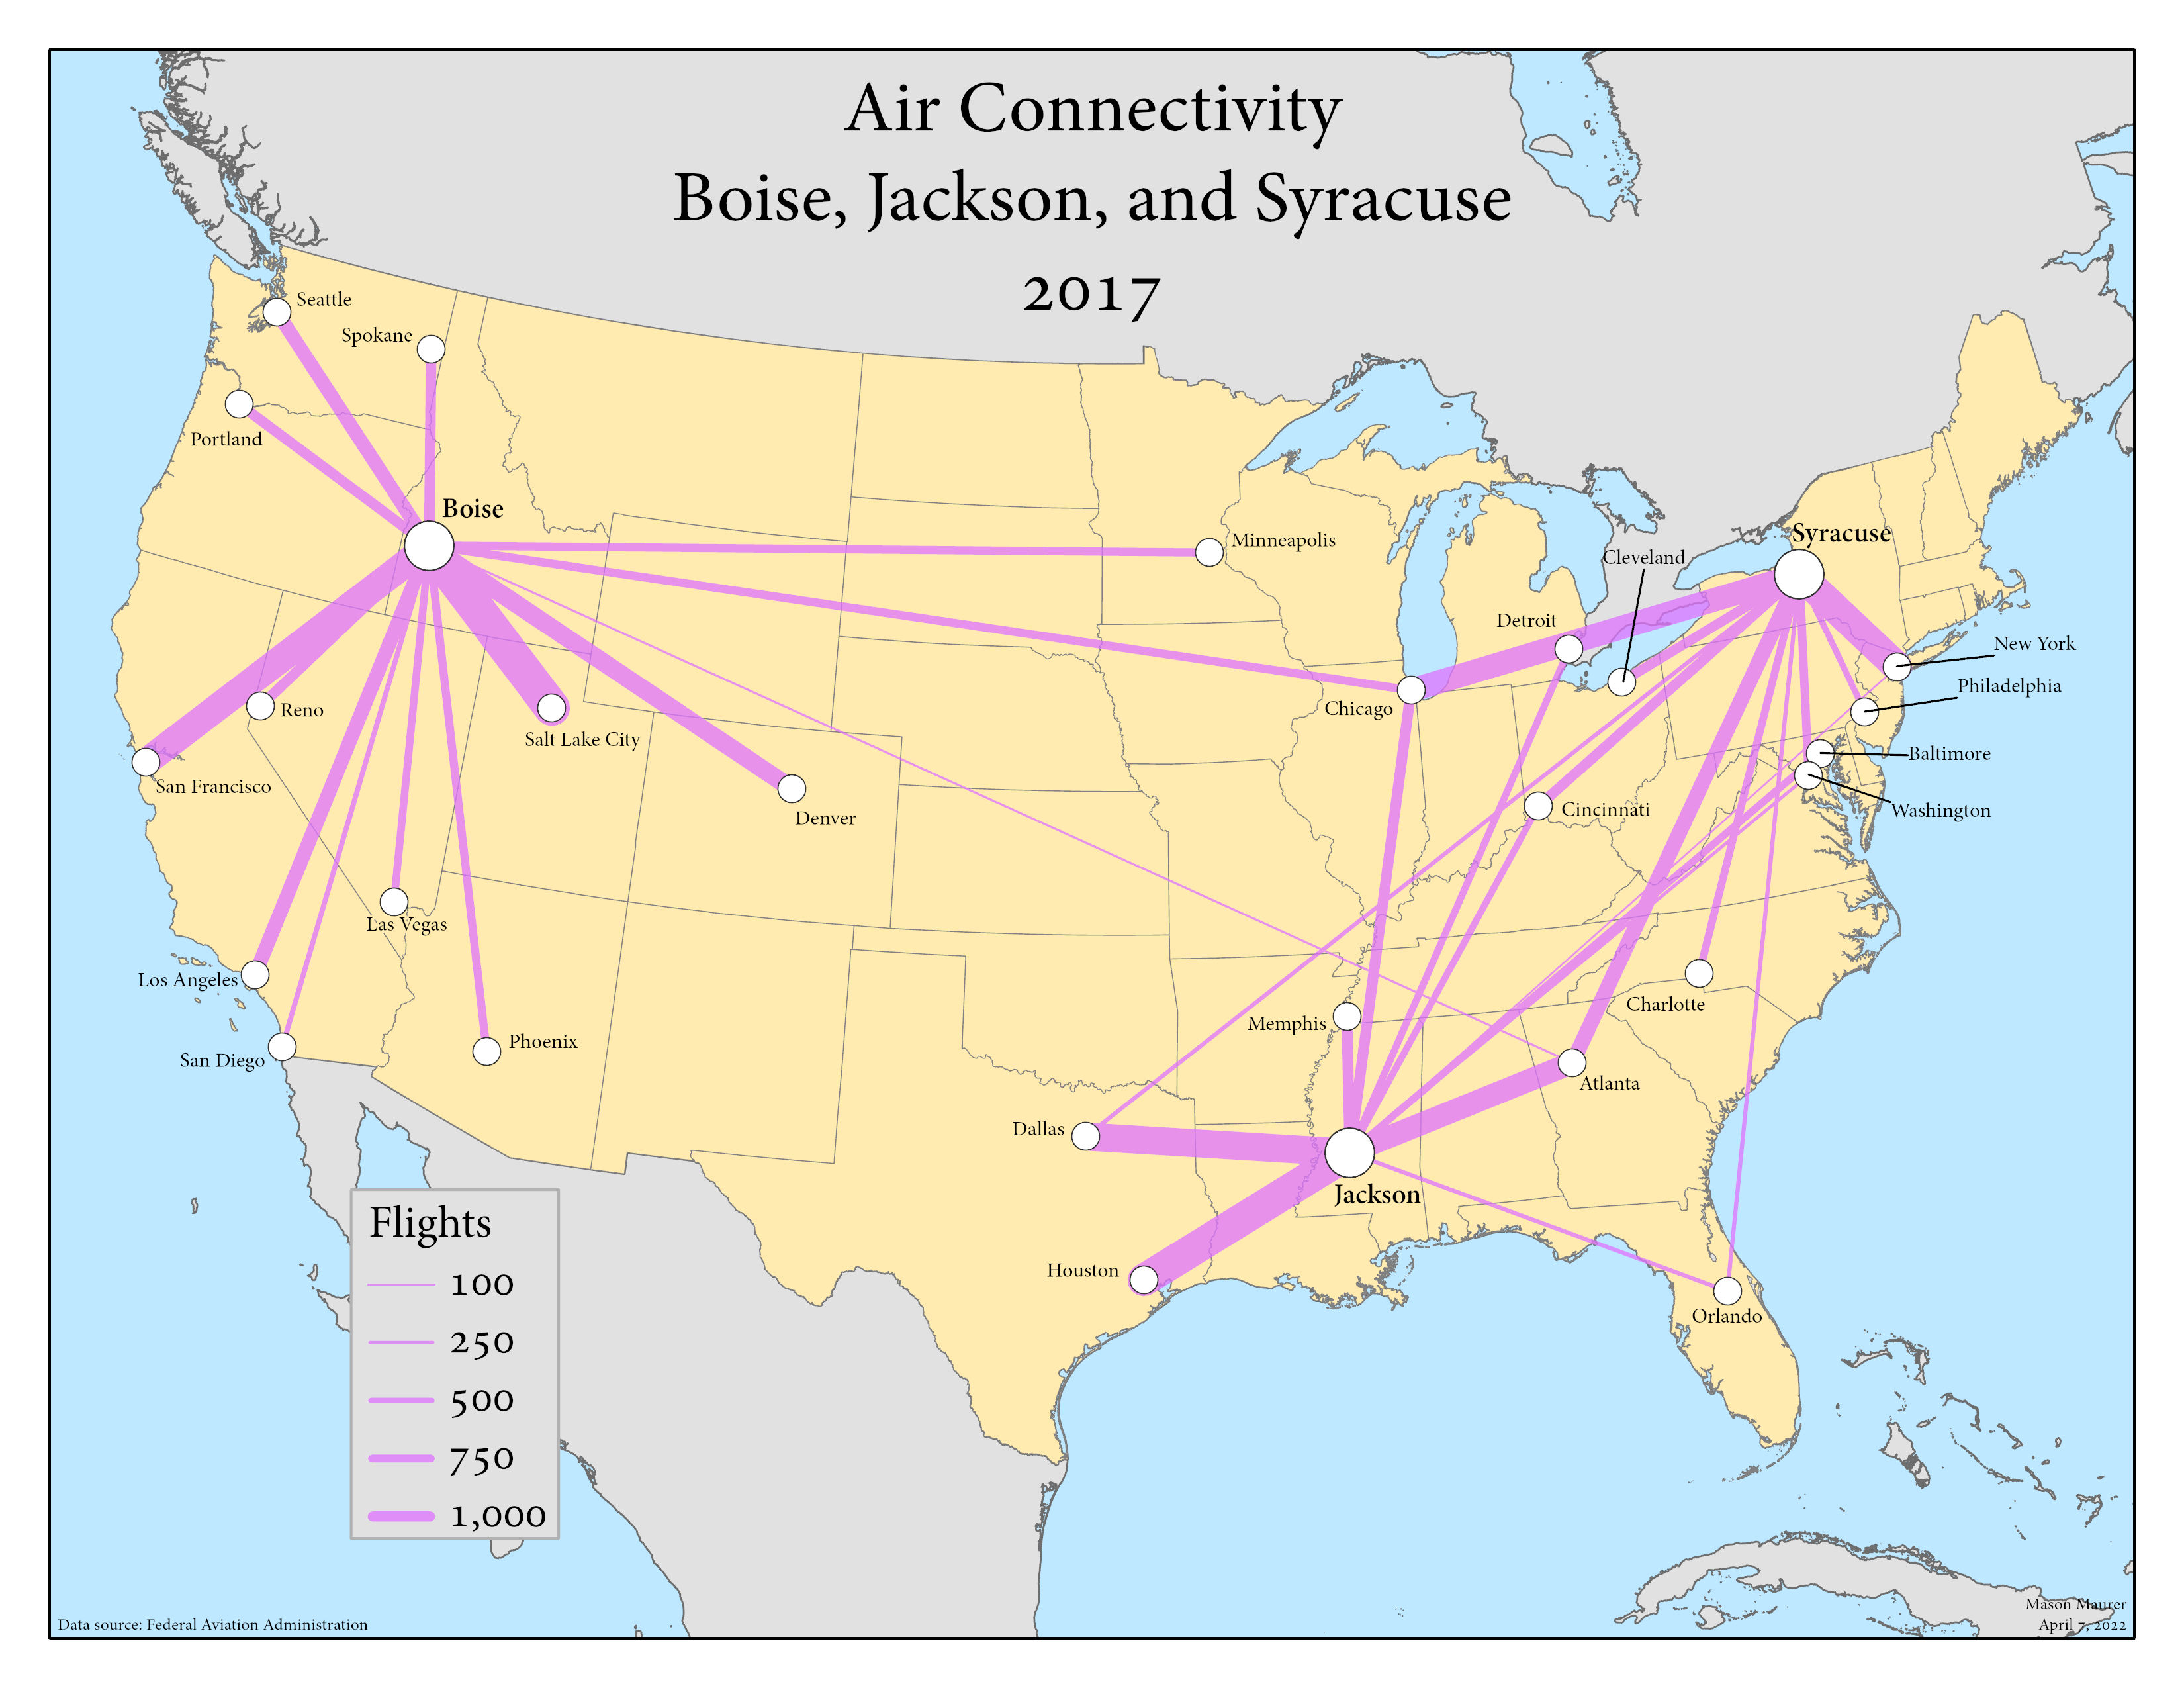 Air Connectivity
Boise, Jackson, and Syracuse
2017
Seattle
Spokane
Portland
Boise
Minneapolis
Syracuse
Cleveland
Detroit
New York
Philadelphia
Chicago
Reno
Salt Lake City
Baltimore
San Francisco
Denver
Cincinnati
Washington
Las Vegas
Los Angeles
Charlotte
Memphis
Phoenix
San Diego
Atlanta
Dallas
Jackson
Houston
Orlando
Flights
100
250
500
750
1,000
Data source: Federal Aviation Administration
Mason Maurer
April 7, 2022